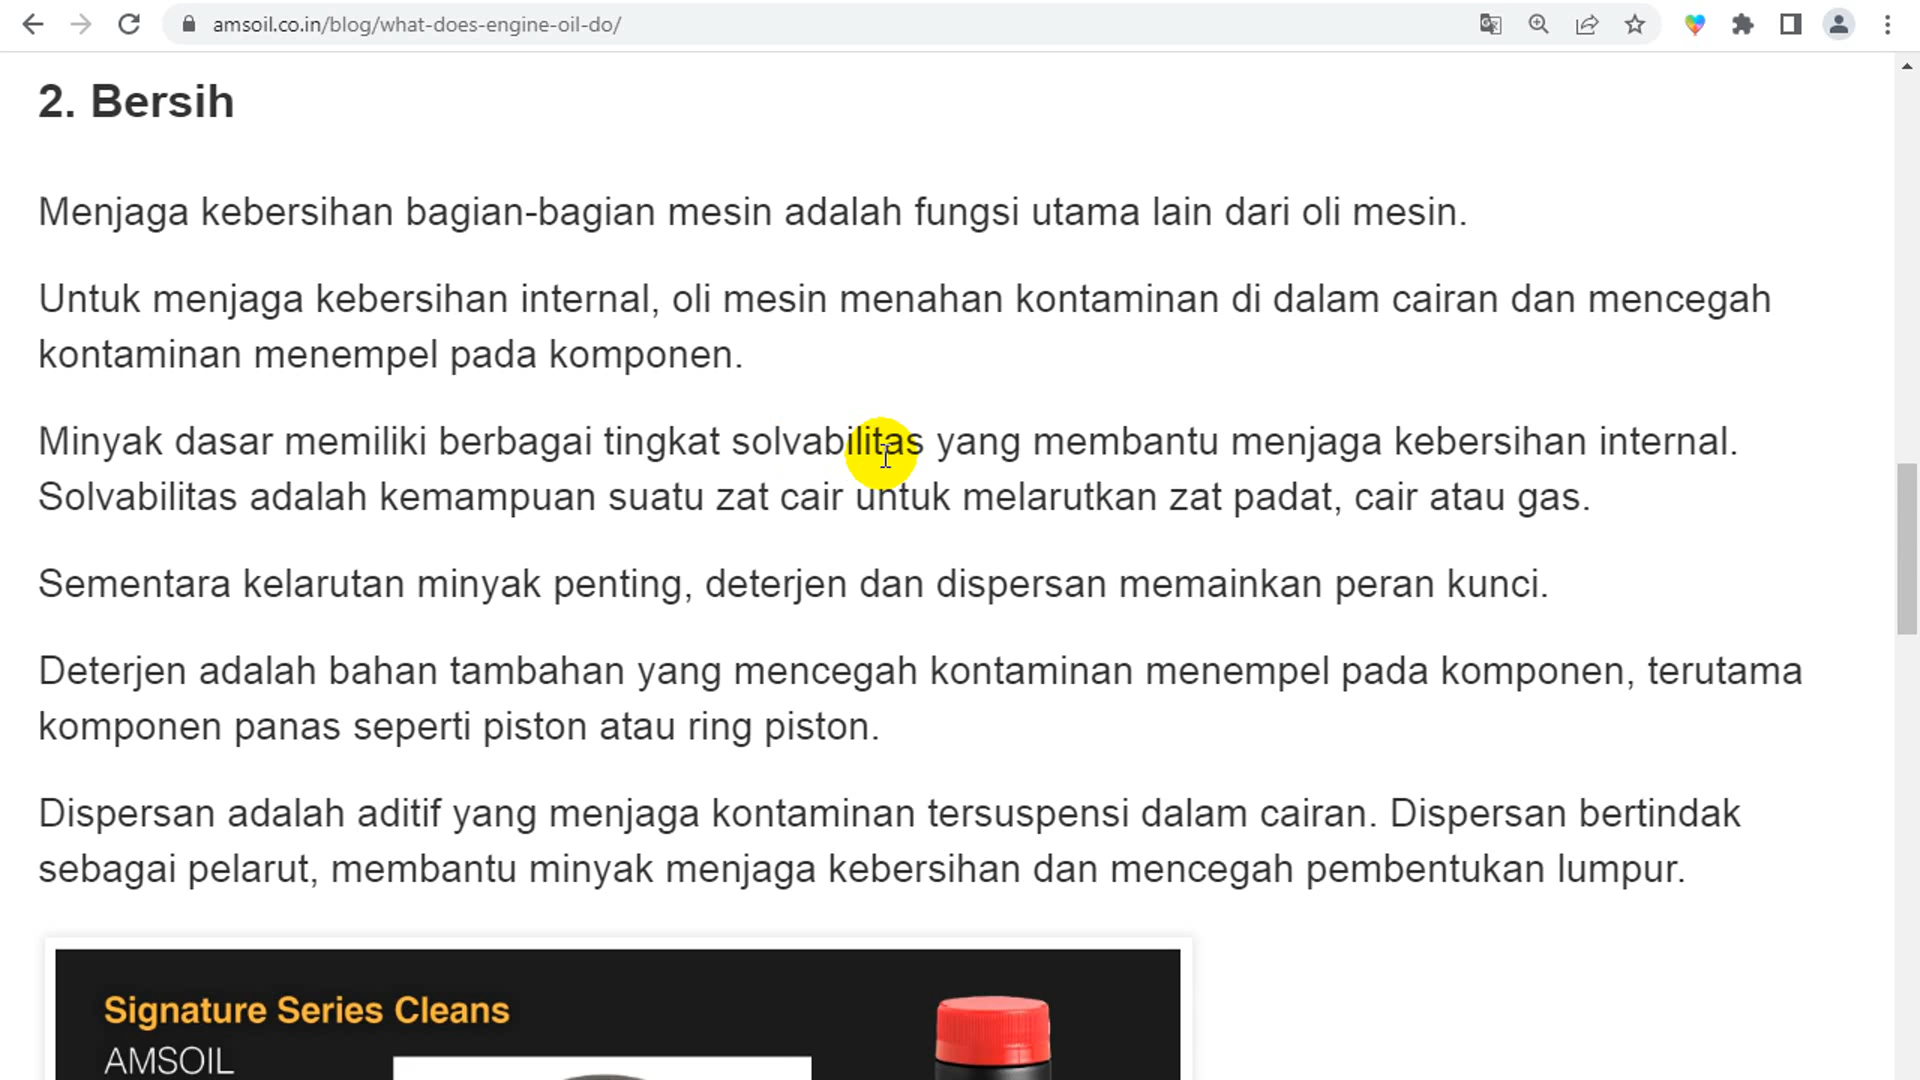 amsoil.co.in/blog/what-does-engine-oil-do/
2. Bersih
Menjaga kebersihan bagian-bagian mesin adalah fungsi utama lain dari oli mesin.
Untuk menjaga kebersihan internal, oli mesin menahan kontaminan di dalam cairan dan mencegah
kontaminan menempel pada komponen.
Minyak dasar memiliki berbagai tingkat solvabilitas yang membantu menjaga kebersihan internal.
Solvabilitas adalah kemampuan suatu zat cair untuk melarutkan zat padat, cair atau gas.
Sementara kelarutan minyak penting, deterjen dan dispersan memainkan peran kunci.
Deterjen adalah bahan tambahan yang mencegah kontaminan menempel pada komponen, terutama
komponen panas seperti piston atau ring piston.
Dispersan adalah aditif yang menjaga kontaminan tersuspensi dalam cairan. Dispersan bertindak
sebagai pelarut, membantu minyak menjaga kebersihan dan mencegah pembentukan lumpur.
Signature Series Cleans
AMSOIL